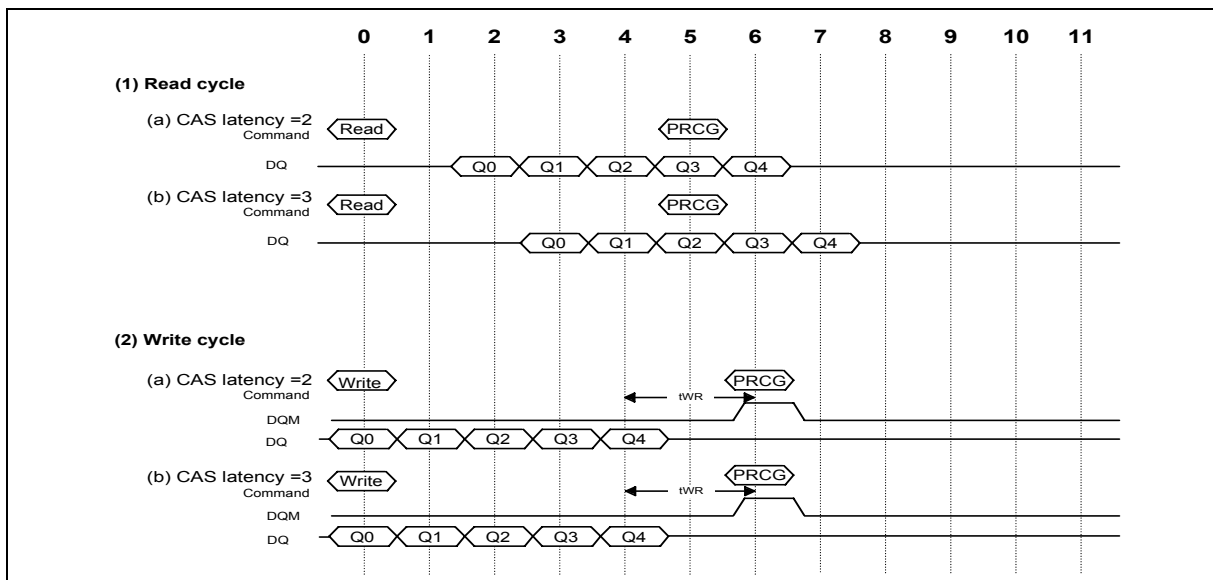 0 1 2 3 4 5 6 7 8 9 10 11
(1) Read cycle
(a) CAS latency =2
Command
Read PRCG
DQ
Q0 Q1 Q2 Q3 Q4
(b) CAS latency =3
Command
Read PRCG
DQ
Q0 Q1 Q2 Q3 Q4
(2) Write cycle
(a) CAS latency =2
Command
Write PRCG
tWR
DQM
DQ
Q0 Q1 Q2 Q3 Q4
(b) CAS latency =3
Command
Write PRCG
tWR
DQM
DQ
Q0 Q1 Q2 Q3 Q4